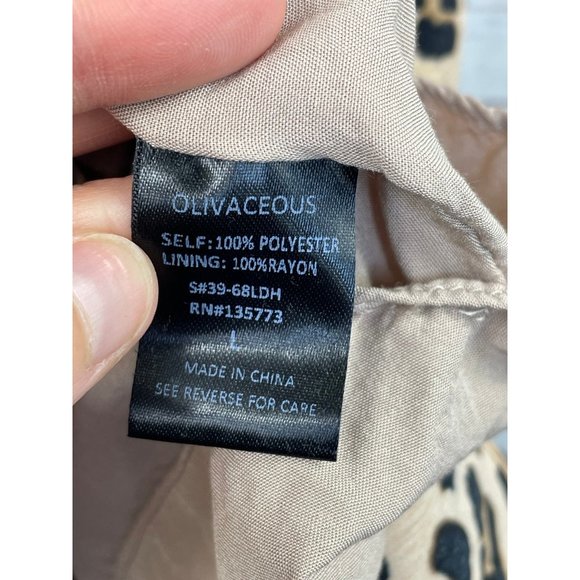 OLIVACEOUS
SELF:100% POLYESTER
LINING: 100%RAYON
S#39-68LDH
RN#135773
L
MADE IN CHINA
SEE REVERSE FOR CARE